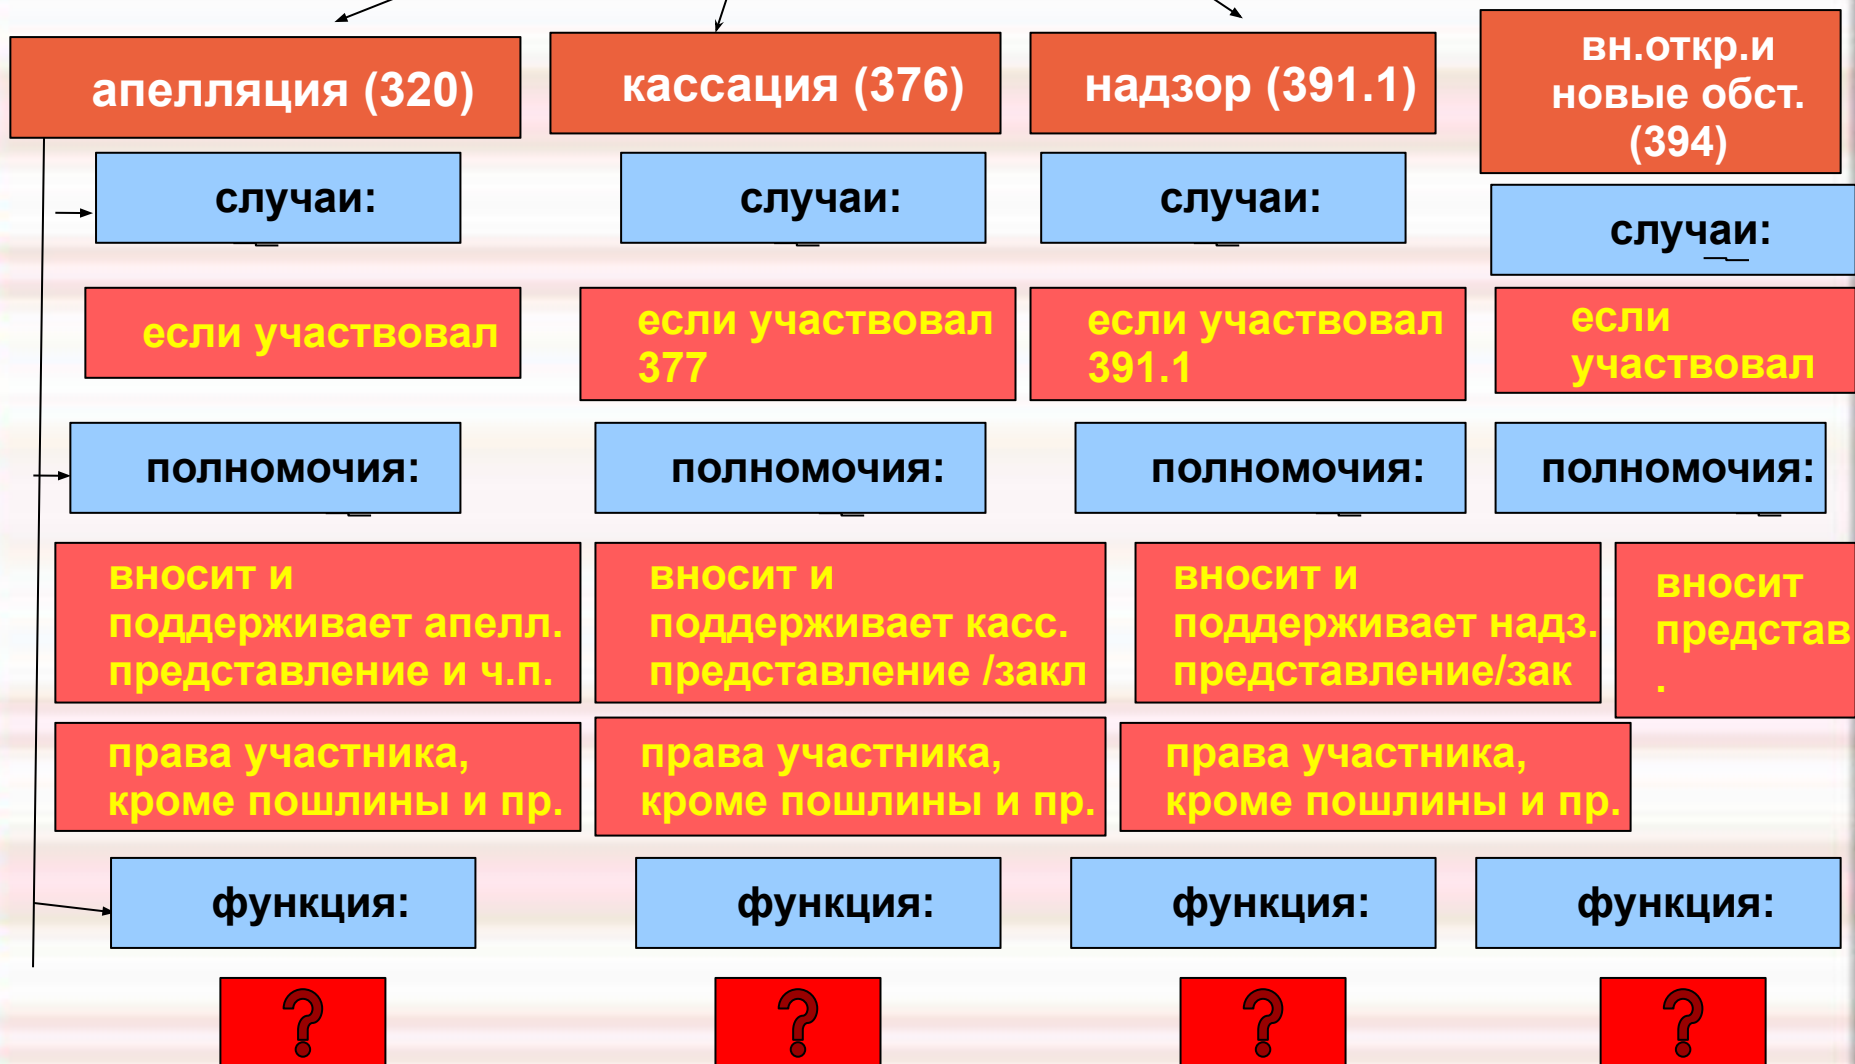 апелляция (320)
кассация (376)
надзор (391.1)
вн.откр.и
новые обст.
(394)
случаи:
случаи:
случаи:
случаи:
если участвовал
если участвовал
377
если участвовал
391.1
если
участвовал
полномочия:
полномочия:
полномочия:
полномочия:
вносит и
поддерживает апелл.
представление и ч.п.
вносит и
поддерживает касс.
представление /закл
вносит и
поддерживает надз.
представление/зак
вносит
представ
.
права участника,
кроме пошлины и пр.
права участника,
кроме пошлины и пр.
права участника,
кроме пошлины и пр.
функция:
функция:
функция:
функция:
?
?
?
?